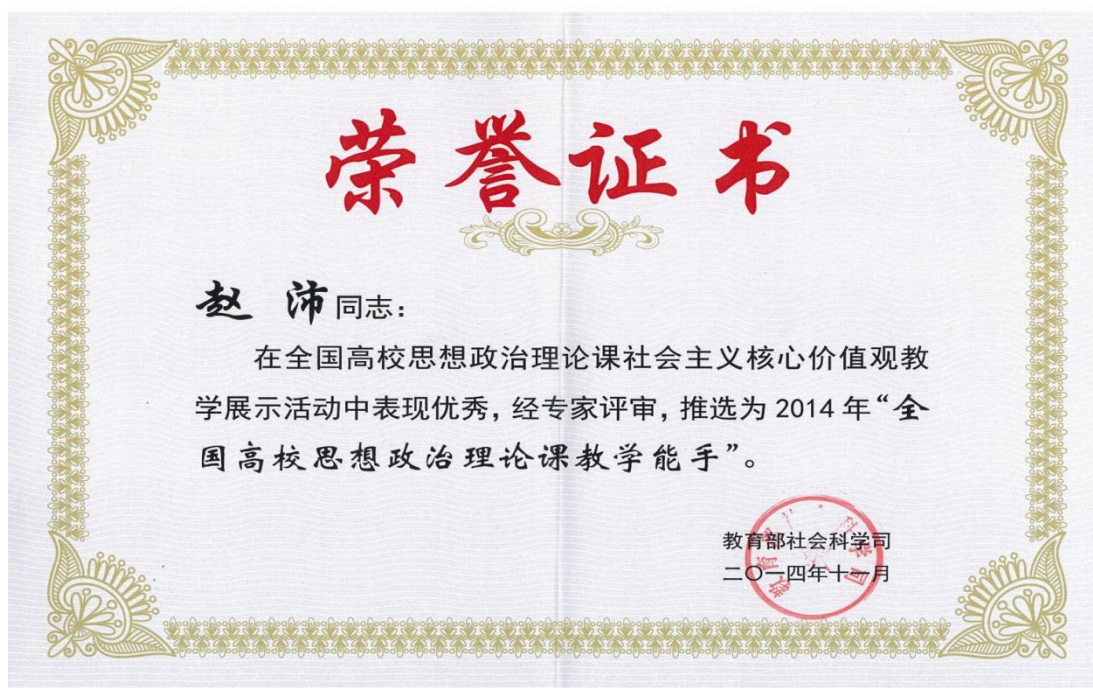 荣誉证书
赵 沛同志：
在全国高校思想政治理论课社会主义核心价值观教
学展示活动中表现优秀，经专家评审，推选为 2014 年“全
国高校思想政治理论课教学能手”。
教育部社会科学司
二〇一四年十一月